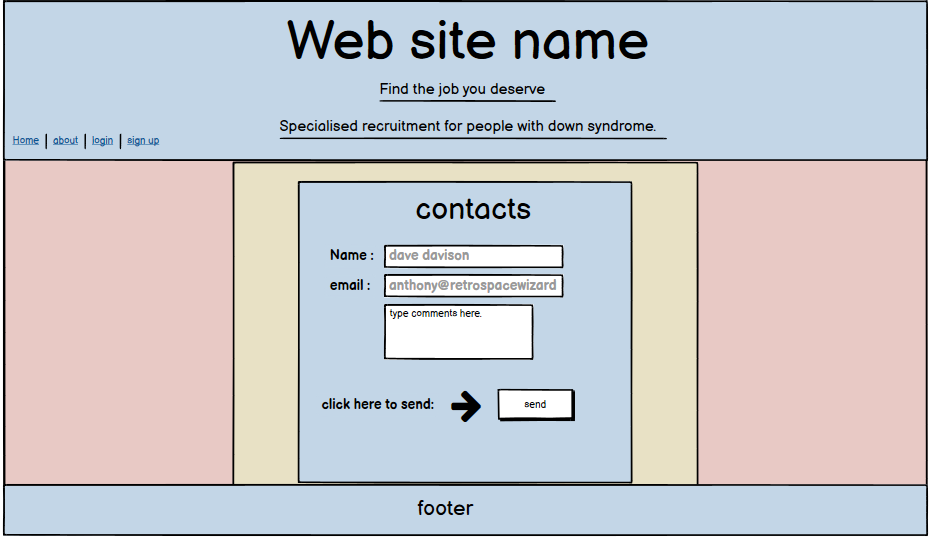 Web site name
Find the job you deserve
Specialised recruitment for people with down syndrome.
Home | about | login | sign up
contacts
Name : dave davison
email : anthony@retrospacewizard
type comments here.
click here to send: send
footer